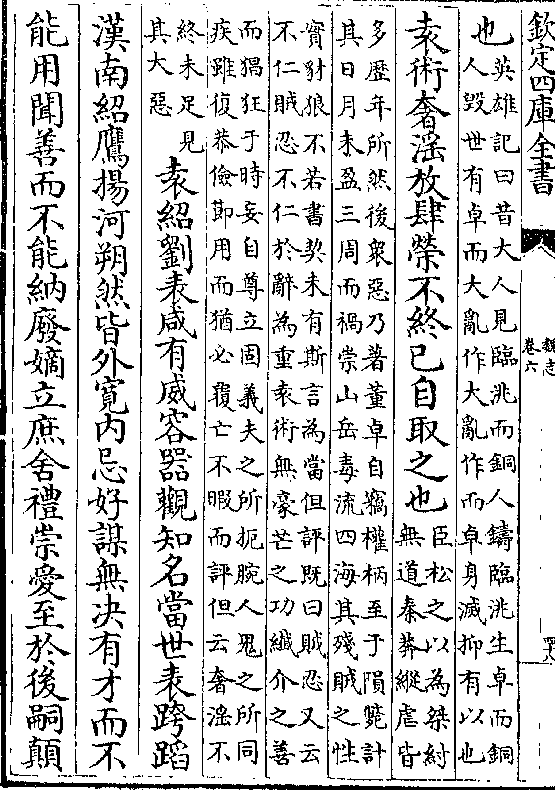 欽定四庫全書
魏志
卷六
也
英雄記曰昔大人見臨洮而銅人鑄臨洮生卓而銅
人毀世有卓而大亂作大亂作而卓身滅抑有以也
袁術奢淫放肆榮不終已自取之也
臣松之以為桀紂
無道秦莽縱虐皆
多歷年所然後衆惡乃著董卓自竊權柄至于隕斃計
其日月未盈三周而禍崇山岳毒流四海其殘賊之性
實豺狼不若書契未有斯言為當但評既曰賊忍又云
不仁賊忍不仁於辭為重袁術無豪芒之功纎介之善
而猖狂于時妄自尊立固義夫之所扼腕人鬼之所同
疾雖復恭儉節用而猶必覆亡不暇而評但云奢淫不
終未足見
其大惡
袁紹劉表咸有威容器觀知名當世表跨蹈
漢南紹鷹揚河朔然皆外寬內忌好謀無決有才而不
能用聞善而不能納廢嫡立庶舍禮崇愛至於後嗣顛